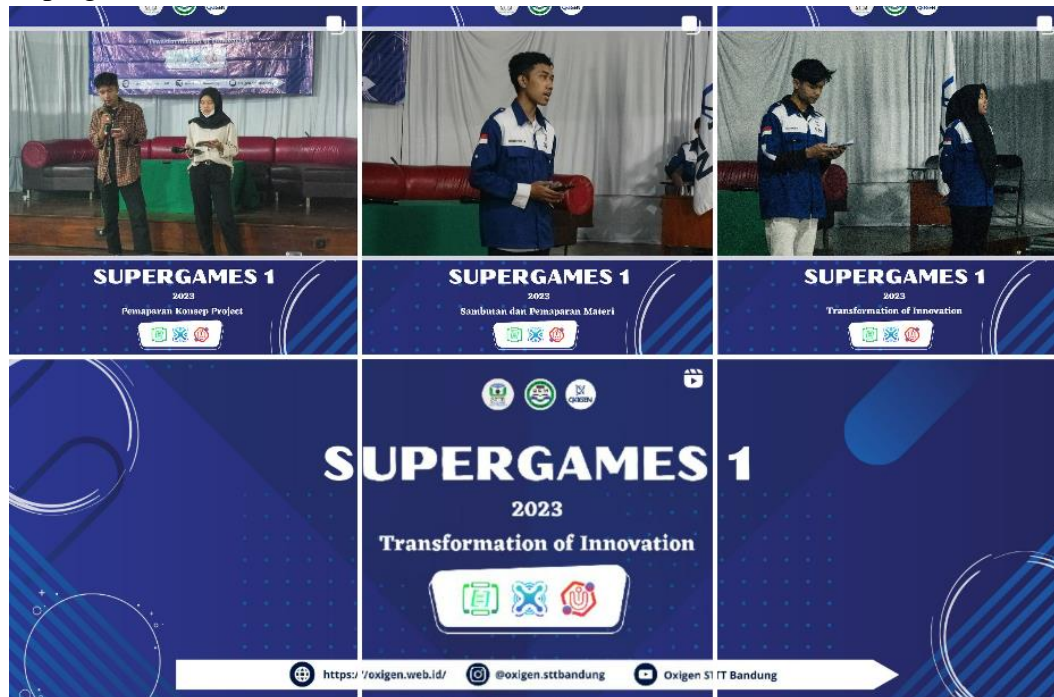 SUPERGAMES 1
2023
Pemaparan Konsep Project
SUPERGAMES 1
2023
Sambutan dan Pemaparan Materi
SUPERGAMES 1
2023
Transformation of Innovation
OXIGEN
SUPERGAMES 1
2023
Transformation of Innovation
https://oxigen.web.id/
@oxigen.sttbandung
Oxigen STT Bandung